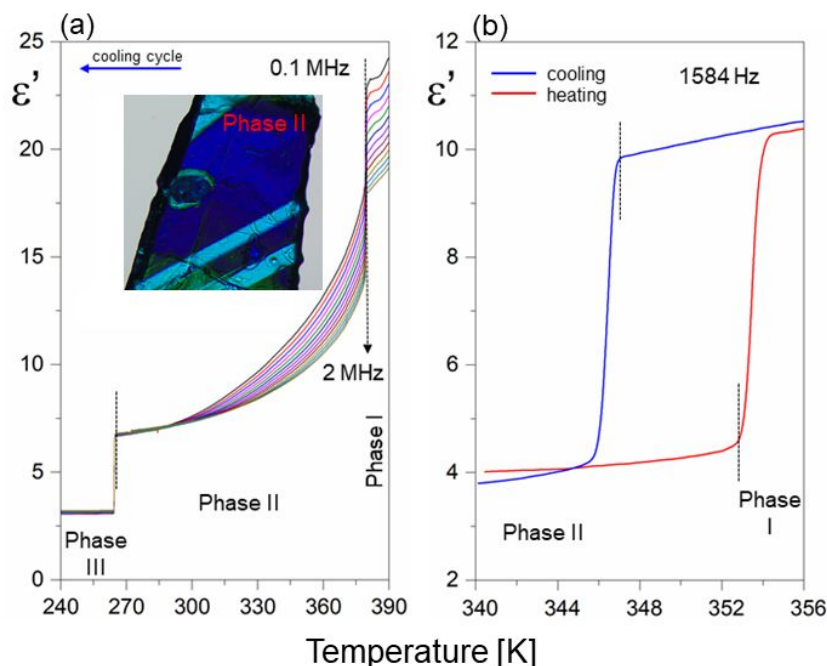 (a)
(b)
25
20
15
10
5
0
ε'
cooling cycle
0.1 MHz
Phase II
2 MHz
Phase I
Phase II
Phase
III
240 270 300 330 360 390
14
12
10
8
6
4
2
ε'
cooling
heating
1584 Hz
Phase II
Phase
I
340 344 348 352 356
Temperature [K]